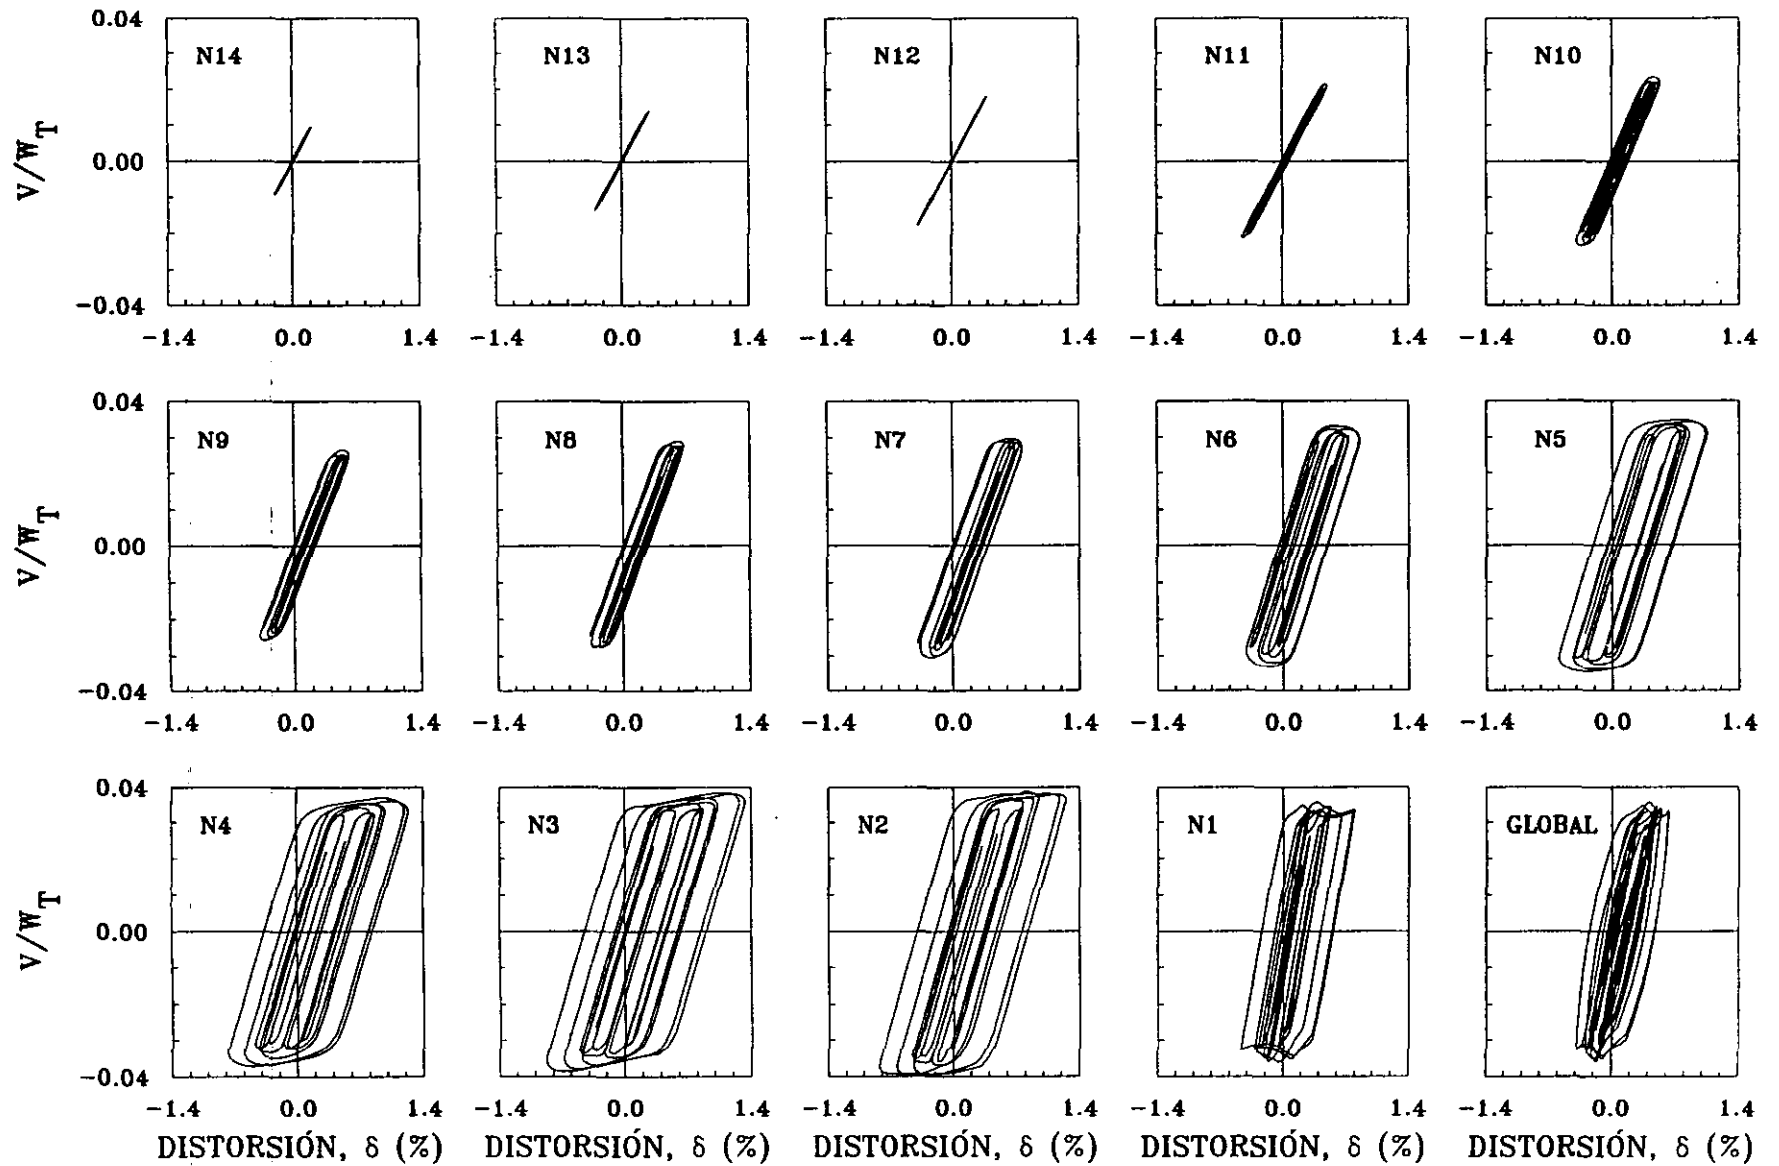 0.04
N14 N13 N12 N11 N10
V/W_T
0.00
-0.04
-1.4 0.0 1.4 -1.4 0.0 1.4 -1.4 0.0 1.4 -1.4 0.0 1.4 -1.4 0.0 1.4
0.04
N9 N8 N7 N6 N5
V/W_T
0.00
-0.04
-1.4 0.0 1.4 -1.4 0.0 1.4 -1.4 0.0 1.4 -1.4 0.0 1.4 -1.4 0.0 1.4
0.04
N4 N3 N2 N1 GLOBAL
V/W_T
0.00
-0.04
-1.4 0.0 1.4 -1.4 0.0 1.4 -1.4 0.0 1.4 -1.4 0.0 1.4 -1.4 0.0 1.4
DISTORSIÓN, δ (%) DISTORSIÓN, δ (%) DISTORSIÓN, δ (%) DISTORSIÓN, δ (%) DISTORSIÓN, δ (%)